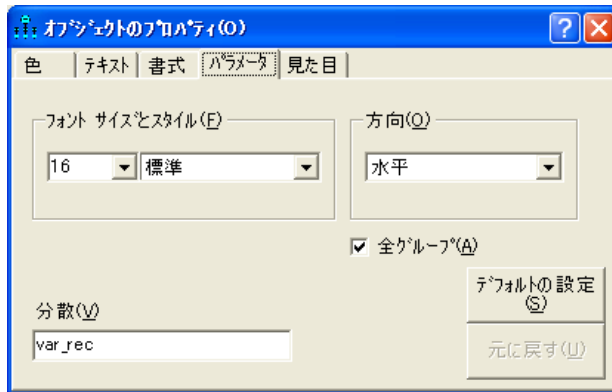 ｵﾌﾞｼﾞｪｸﾄのﾌﾟﾛﾊﾟﾃｨ(O)
色 テキスト 書式 ﾊﾟﾗﾒｰﾀ 見た目
ﾌｫﾝﾄ ｻｲｽﾞとｽﾀｲﾙ(F)
方向(O)
16 標準
水平
全ｸﾞﾙｰﾌﾟ(A)
ﾃﾞﾌｫﾙﾄの設定
(S)
分散(V)
var_rec
元に戻す(U)